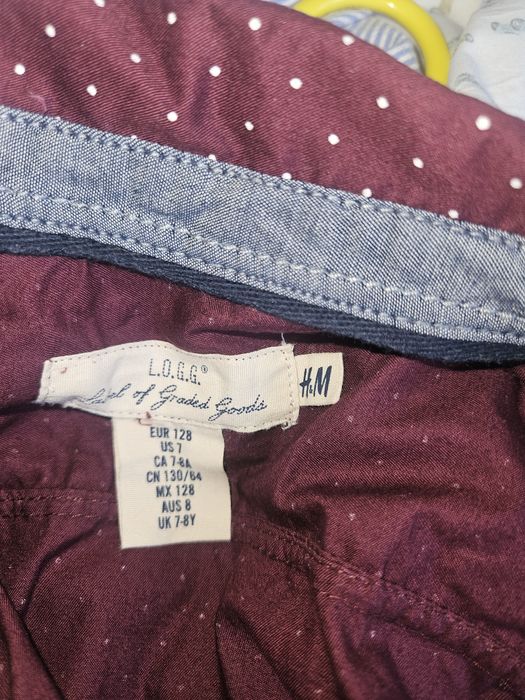 L.O.G.G.®
Label of Graded Goods
H&M
EUR 128
US 7
CA 7-8A
CN 130/64
MX 128
AUS 8
UK 7-8Y